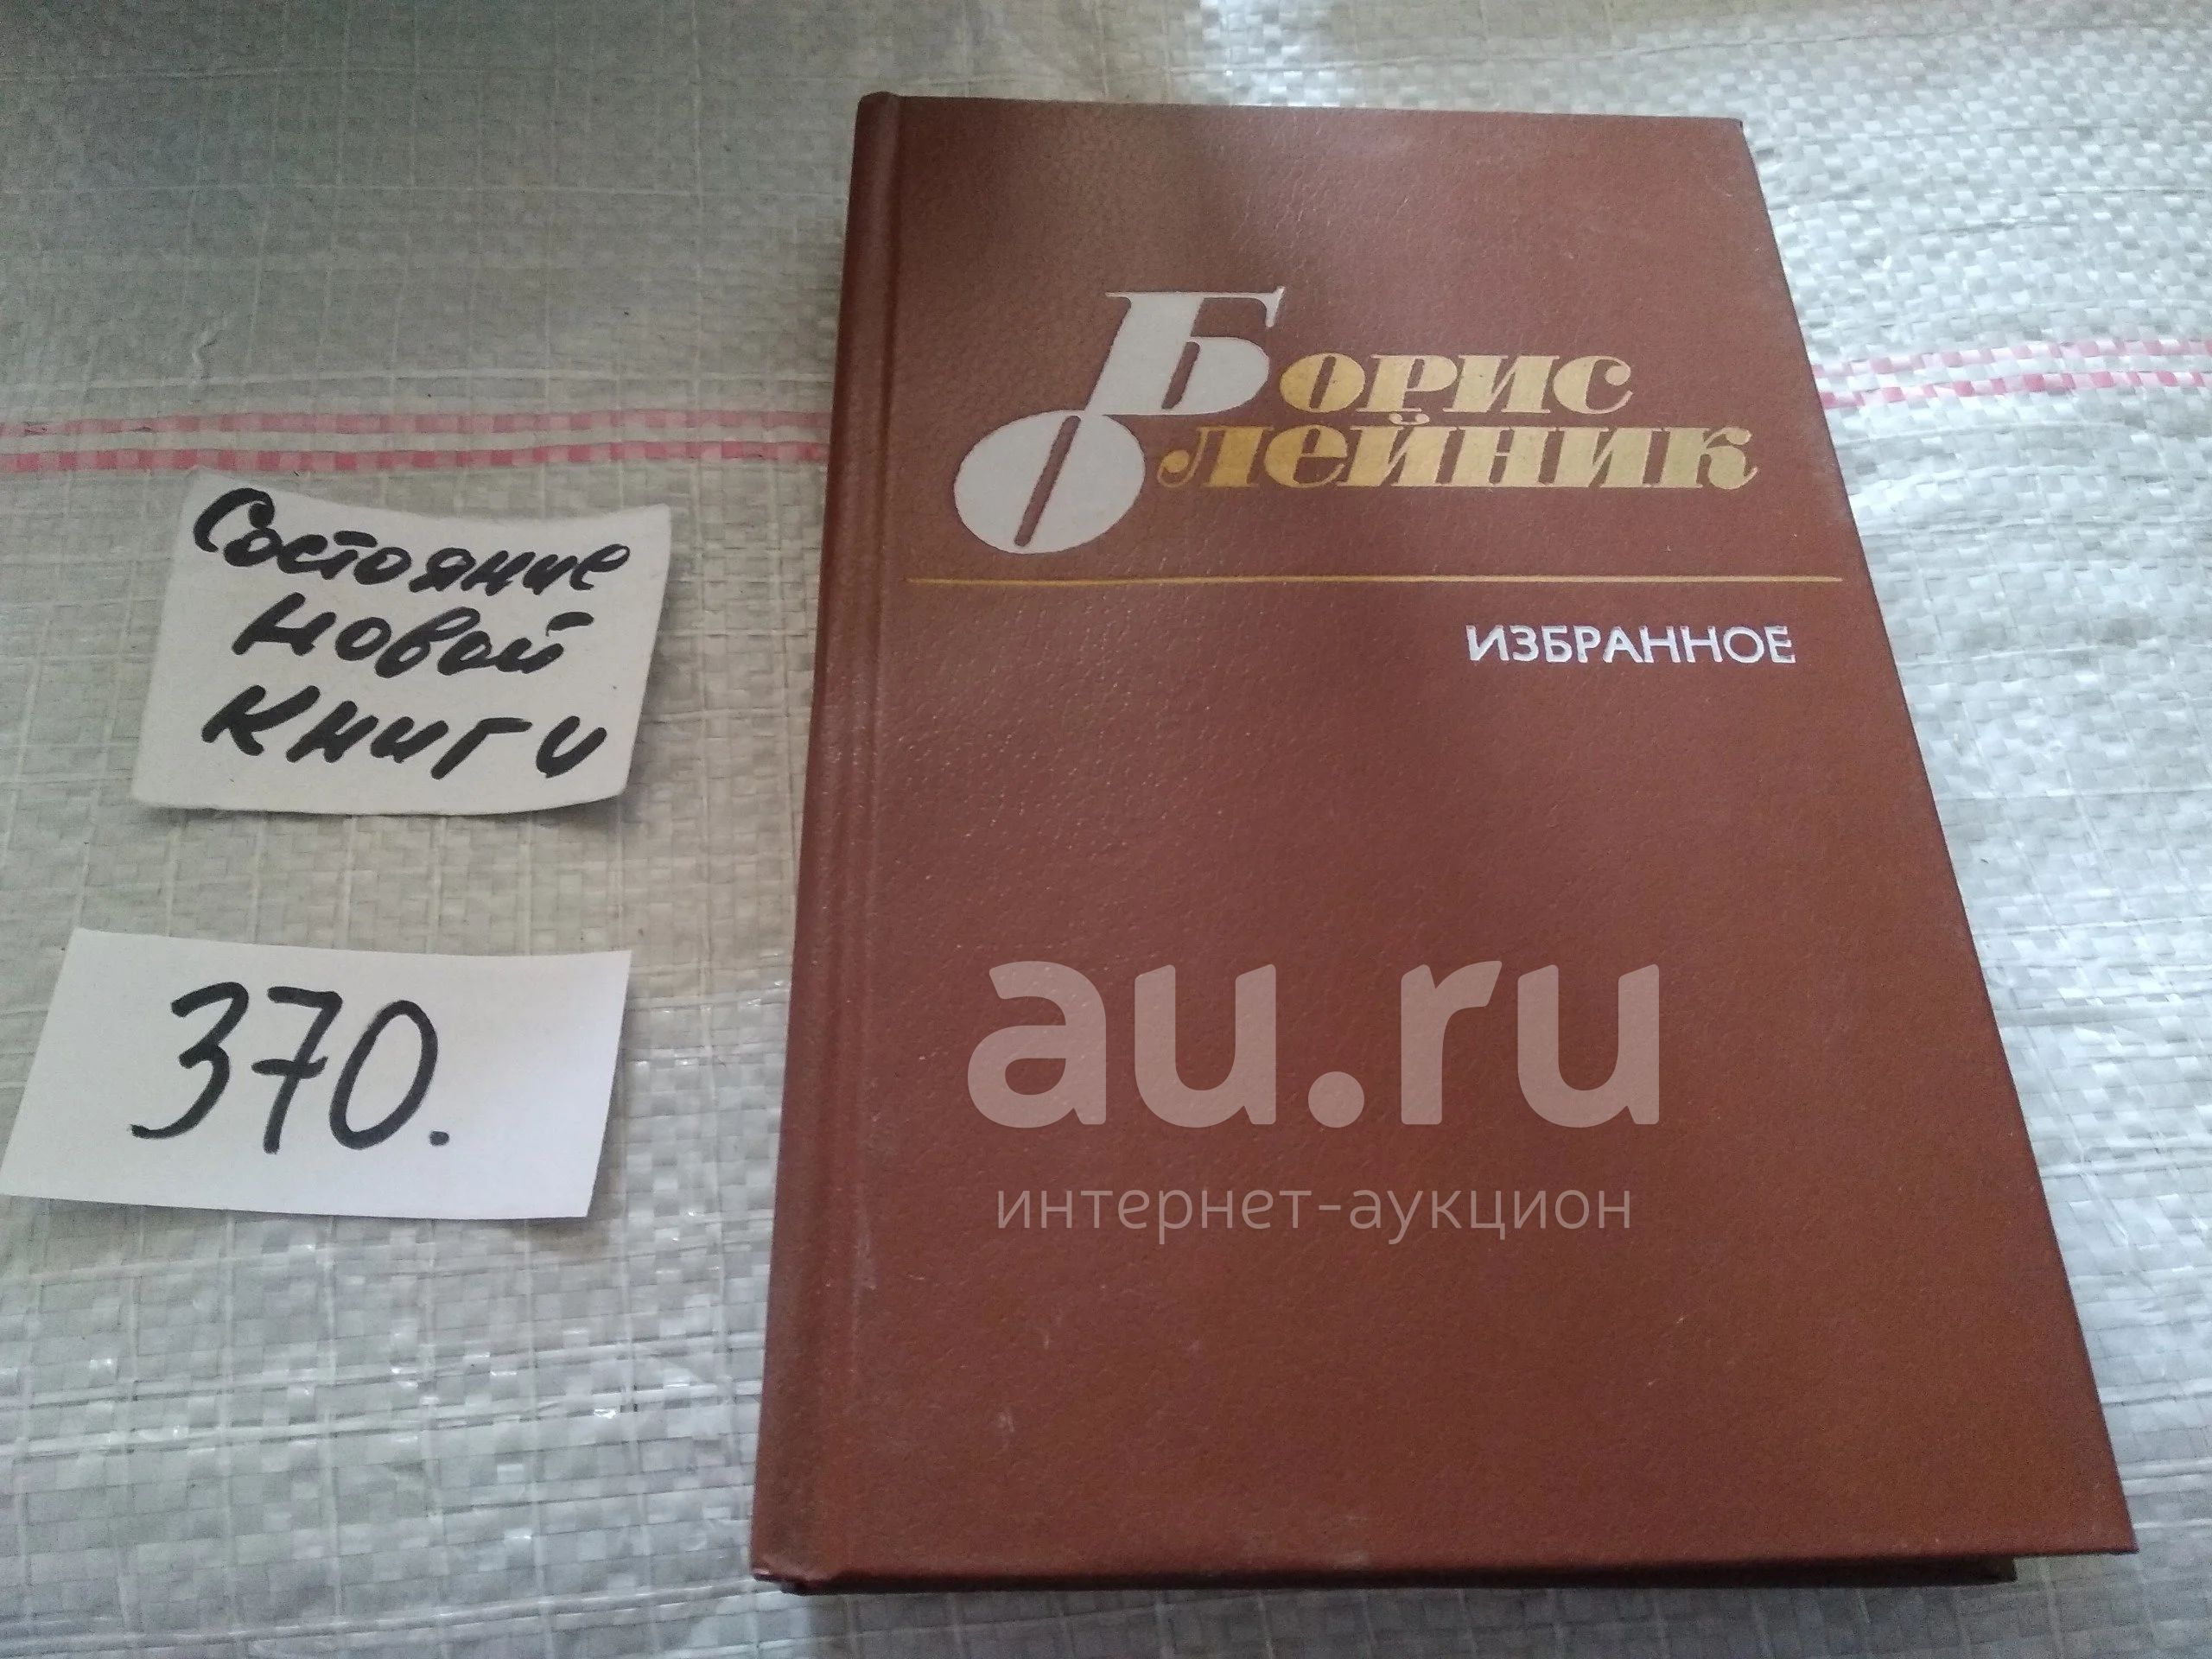 Борис
Олейник
ИЗБРАННОЕ
Состояние
новой
книги
370.
au.ru
интернет-аукцион